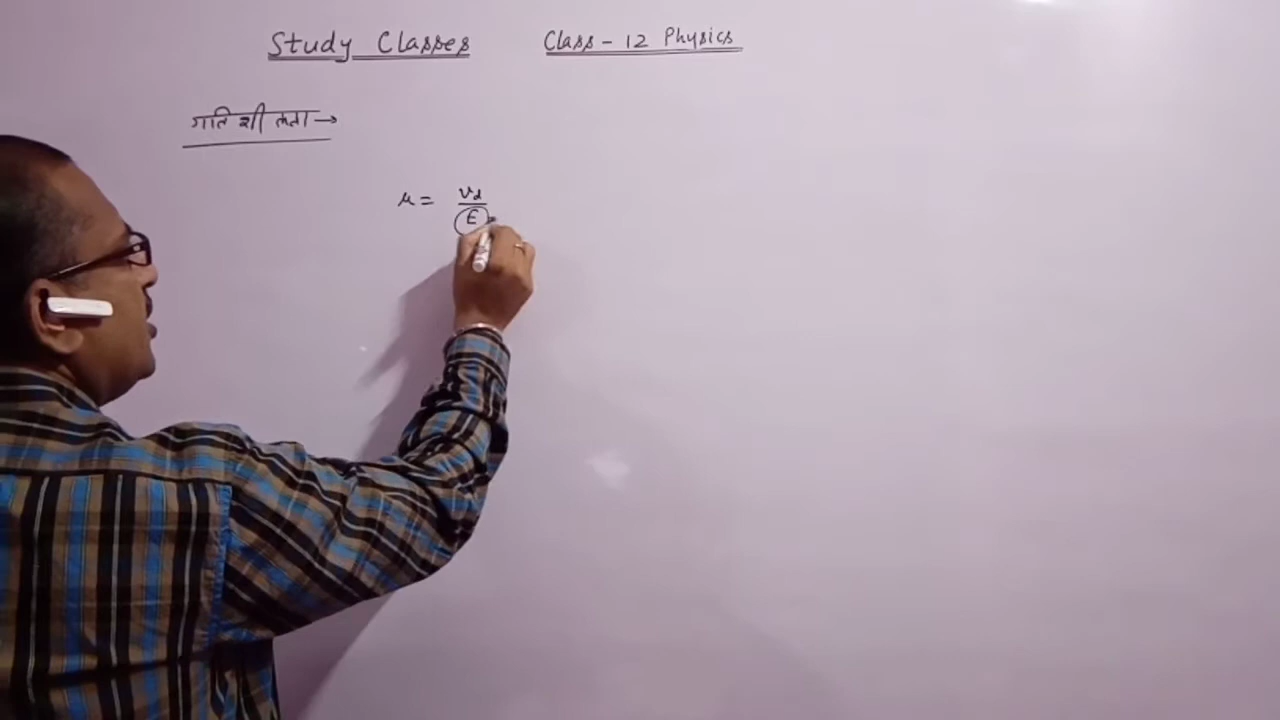 Study Classes Class - 12 Physics
गतिशीलता →
μ = vd
E